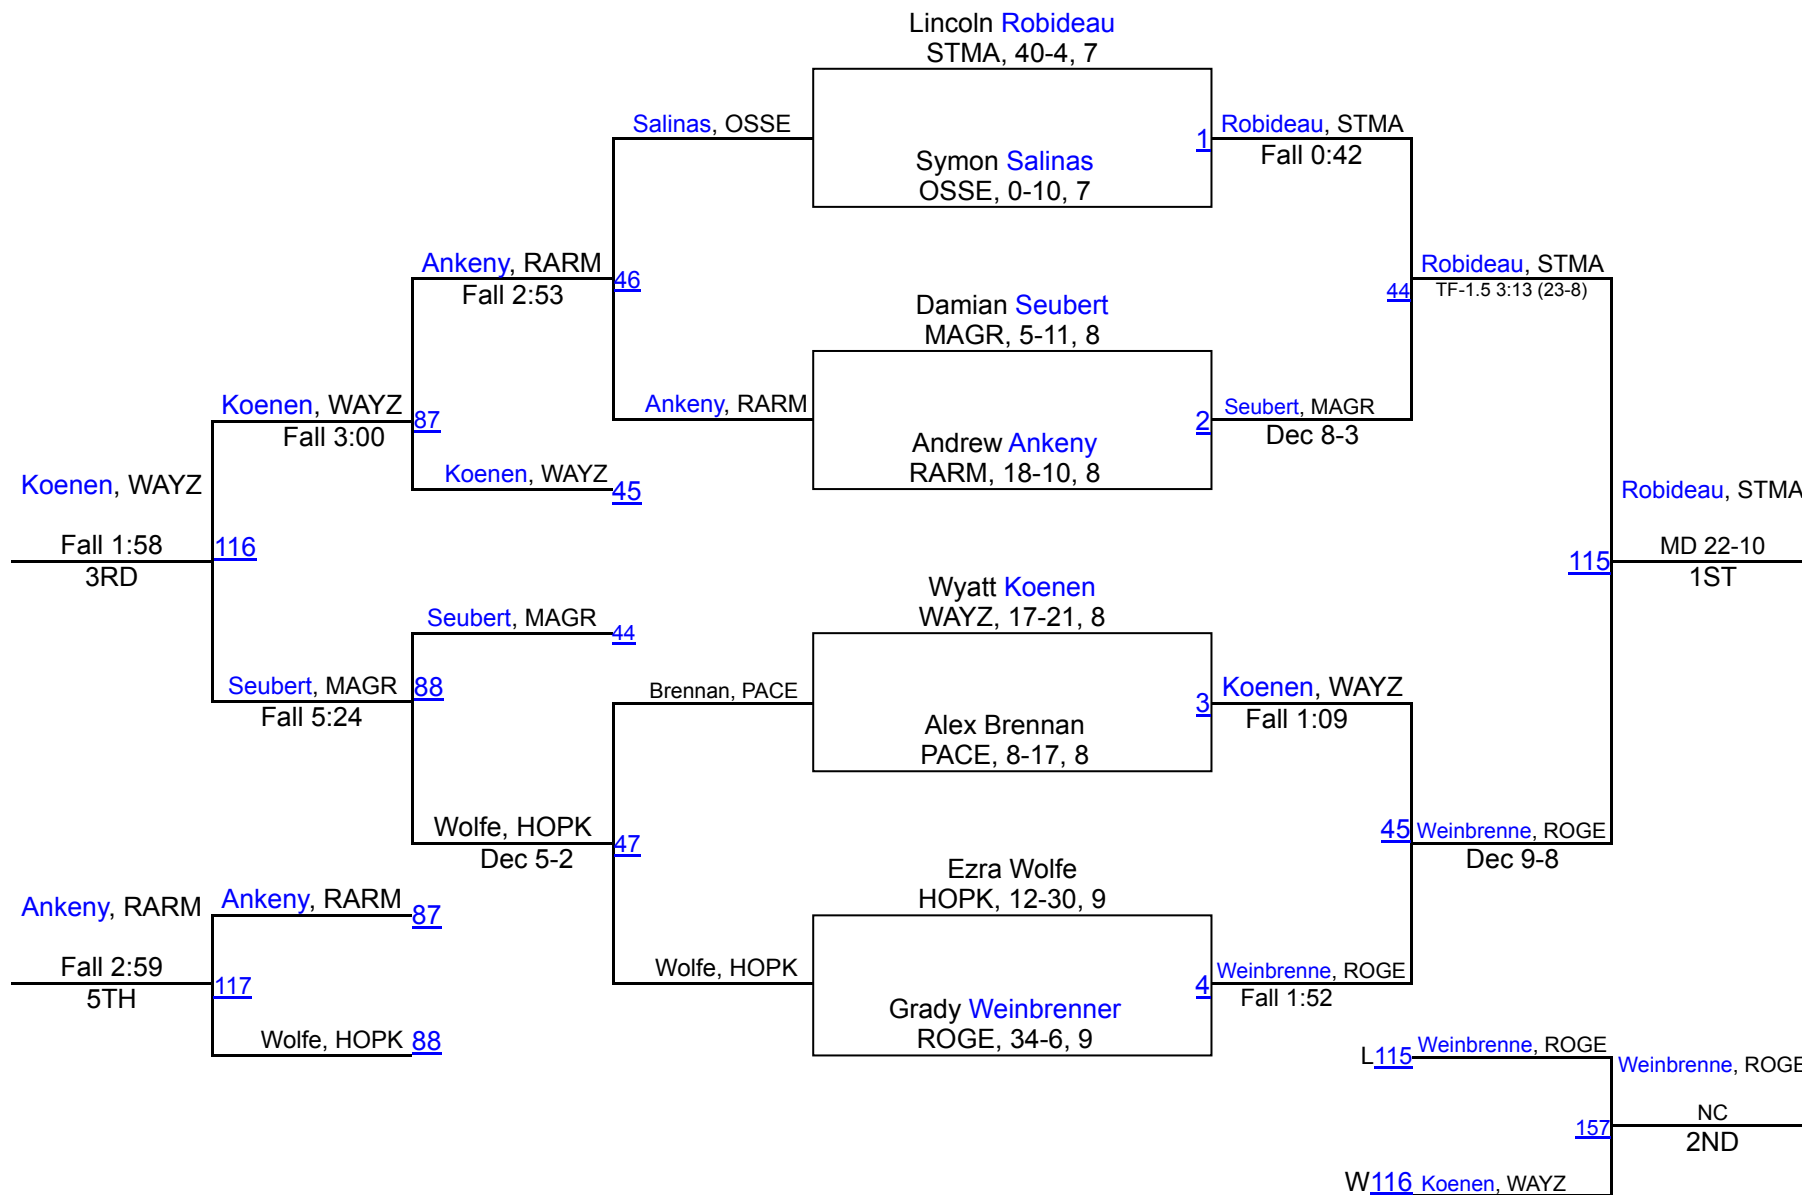 Lincoln Robideau
STMA, 40-4, 7
Salinas, OSSE
1
Robideau, STMA
Fall 0:42
Symon Salinas
OSSE, 0-10, 7
Ankeny, RARM
Fall 2:53
46
Robideau, STMA
TF-1.5 3:13 (23-8)
44
Damian Seubert
MAGR, 5-11, 8
Koenen, WAYZ
Fall 3:00
87
Ankeny, RARM
2
Seubert, MAGR
Dec 8-3
Andrew Ankeny
RARM, 18-10, 8
Koenen, WAYZ
45
Koenen, WAYZ
Fall 1:58
3RD
116
Robideau, STMA
MD 22-10
1ST
115
Wyatt Koenen
WAYZ, 17-21, 8
Seubert, MAGR
44
Seubert, MAGR
Fall 5:24
88
Brennan, PACE
3
Koenen, WAYZ
Fall 1:09
Alex Brennan
PACE, 8-17, 8
Wolfe, HOPK
Dec 5-2
47
45
Weinbrenne, ROGE
Dec 9-8
Ezra Wolfe
HOPK, 12-30, 9
Ankeny, RARM
Fall 2:59
5TH
Ankeny, RARM
87
117
Wolfe, HOPK
88
Wolfe, HOPK
4
Weinbrenne, ROGE
Fall 1:52
Grady Weinbrenner
ROGE, 34-6, 9
L115
Weinbrenne, ROGE
Weinbrenne, ROGE
NC
2ND
157
W116
Koenen, WAYZ